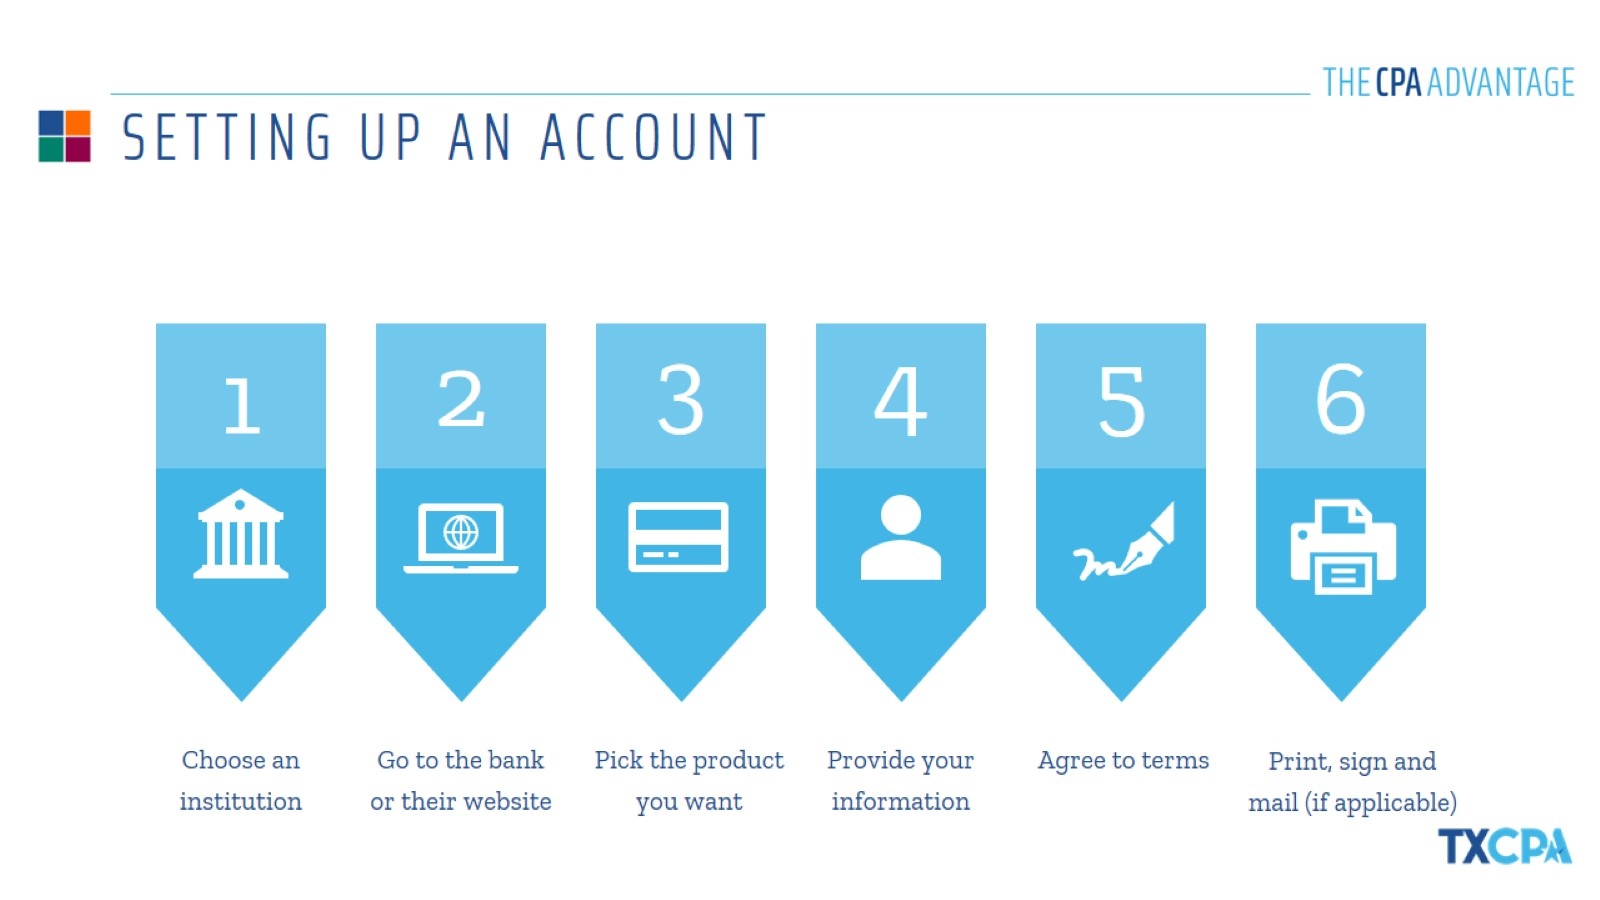 THE CPA ADVANTAGE
SETTING UP AN ACCOUNT
1
2
3
4
5
6
Choose an
institution
Go to the bank
or their website
Pick the product
you want
Provide your
information
Agree to terms
Print, sign and
mail (if applicable)
TXCPA